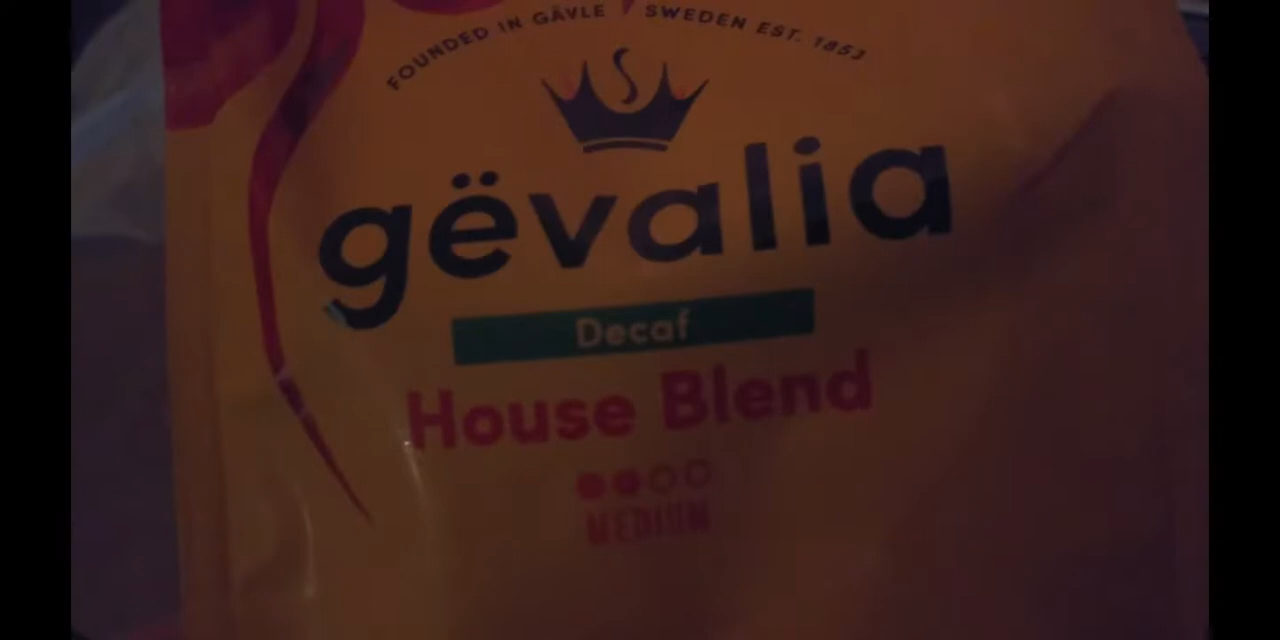 FOUNDED IN GÄVLE SWEDEN EST. 1853
gëvalia
Decaf
House Blend
MEDIUM